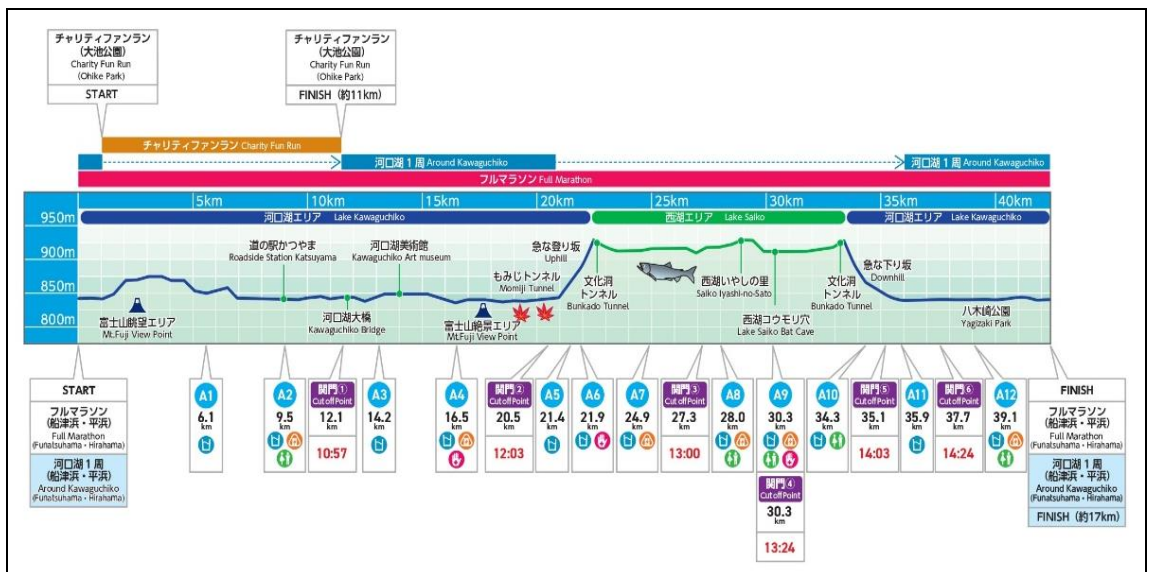 チャリティファンラン
(大池公園)
Charity Fun Run
(Ohike Park)
START
チャリティファンラン
(大池公園)
Charity Fun Run
(Ohike Park)
FINISH (約11km)
チャリティファンラン Charity Fun Run
河口湖1周 Around Kawaguchiko
河口湖1周 Around Kawaguchiko
フルマラソン Full Marathon
5km
10km
15km
20km
25km
30km
35km
40km
河口湖エリア Lake Kawaguchiko
西湖エリア Lake Saiko
河口湖エリア Lake Kawaguchiko
950m
900m
850m
800m
富士山眺望エリア
Mt.Fuji View Point
道の駅かつやま
Roadside Station Katsuyama
河口湖大橋
Kawaguchiko Bridge
河口湖美術館
Kawaguchiko Art museum
富士山絶景エリア
Mt.Fuji View Point
もみじトンネル
Momiji Tunnel
急な登り坂
Uphill
文化洞
トンネル
Bunkado Tunnel
西湖いやしの里
Saiko Iyashi-no-Sato
西湖コウモリ穴
Lake Saiko Bat Cave
文化洞
トンネル
Bunkado Tunnel
急な下り坂
Downhill
八木崎公園
Yagizaki Park
START
フルマラソン
(船津浜・平浜)
Full Marathon
(Funatsuhama・Hirahama)
河口湖1周
(船津浜・平浜)
Around Kawaguchiko
(Funatsuhama・Hirahama)
A1
6.1
km
A2
9.5
km
関門①
Cut off Point
12.1
km
10:57
A3
14.2
km
A4
16.5
km
関門②
Cut off Point
20.5
km
12:03
A5
21.4
km
A6
21.9
km
A7
24.9
km
関門③
Cut off Point
27.3
km
13:00
A8
28.0
km
A9
30.3
km
関門④
Cut off Point
30.3
km
13:24
A10
34.3
km
関門⑤
Cut off Point
35.1
km
14:03
A11
35.9
km
関門⑥
Cut off Point
37.7
km
14:24
A12
39.1
km
FINISH
フルマラソン
(船津浜・平浜)
Full Marathon
(Funatsuhama・Hirahama)
河口湖1周
(船津浜・平浜)
Around Kawaguchiko
(Funatsuhama・Hirahama)
FINISH (約17km)